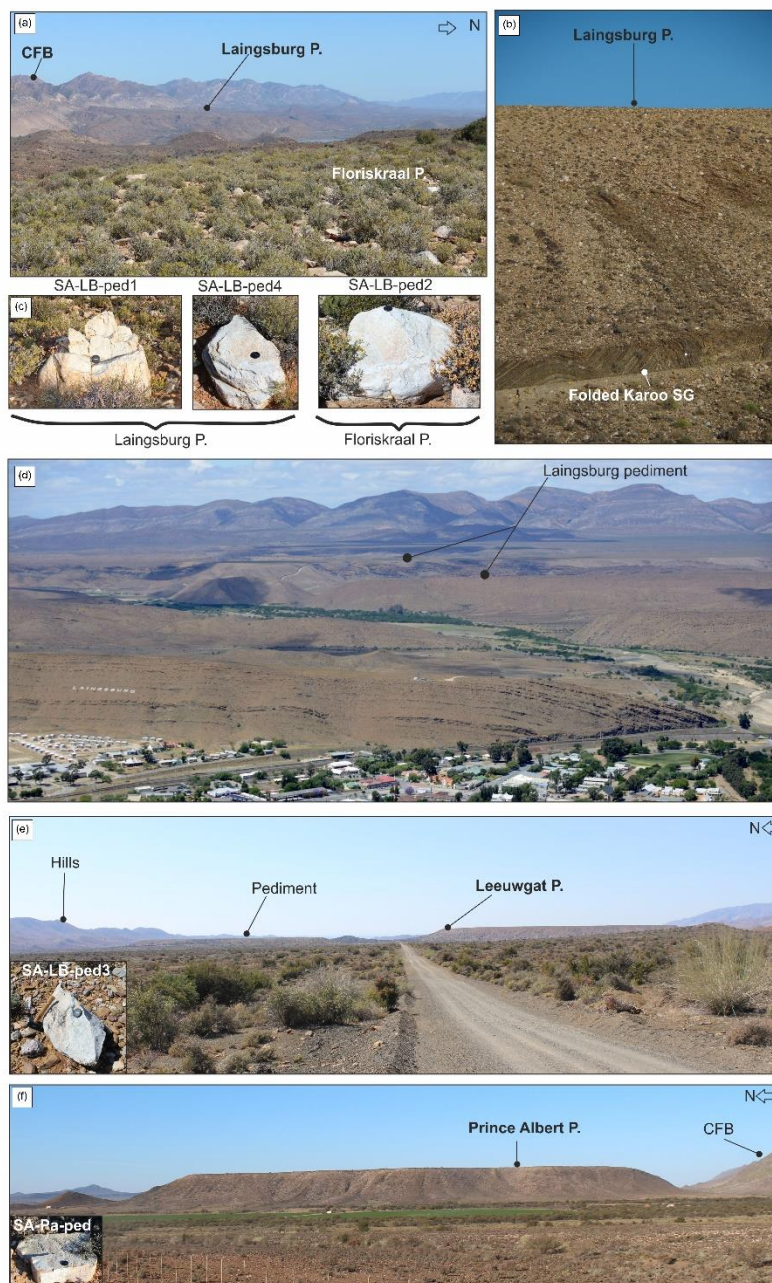 (a)
N
CFB
Laingsburg P.
Floriskraal P.
(b)
Laingsburg P.
Folded Karoo SG
SA-LB-ped1
SA-LB-ped4
SA-LB-ped2
(c)
Laingsburg P.
Floriskraal P.
(d)
Laingsburg pediment
LAINGSBURG
(e)
N
Hills
Pediment
Leeuwgat P.
SA-LB-ped3
(f)
N
Prince Albert P.
CFB
SA-Pa-ped